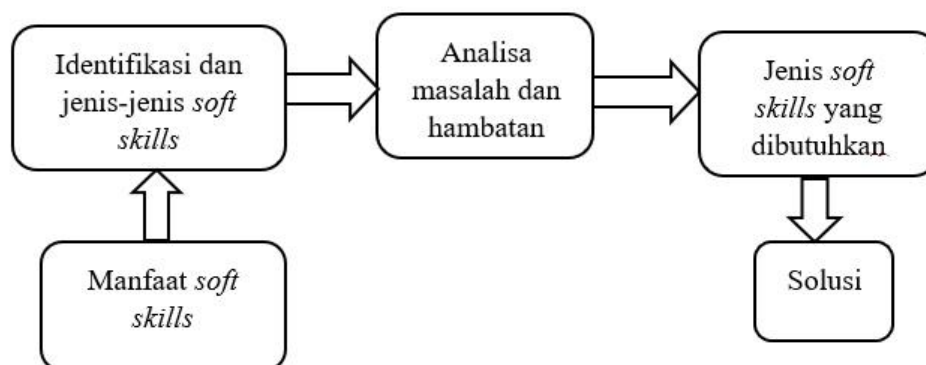 Identifikasi dan
jenis-jenis soft
skills
Analisa
masalah dan
hambatan
Jenis soft
skills yang
dibutuhkan
Manfaat soft
skills
Solusi